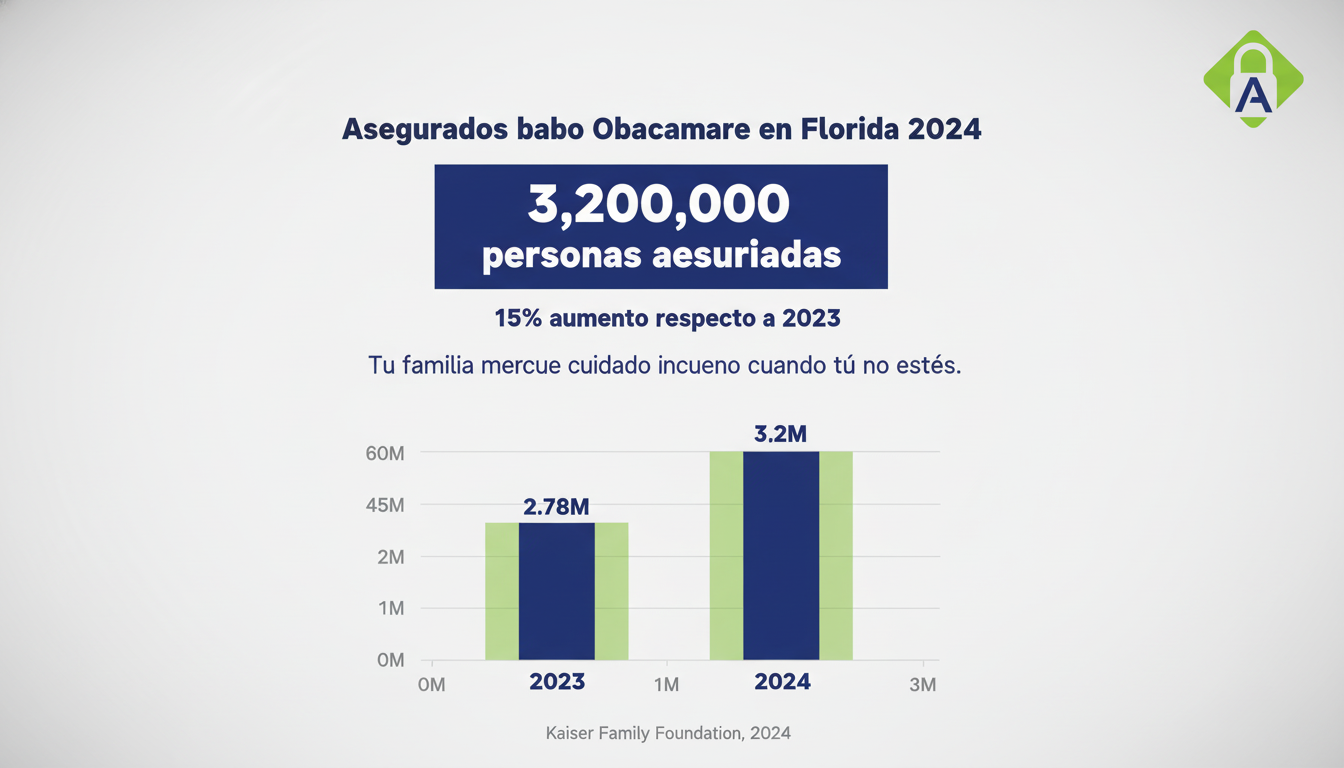 A
Asegurados babo Obacamare en Florida 2024
3,200,000
personas aesuriadas
15% aumento respecto a 2023
Tu familia mercue cuidado incueno cuando tú no estés.
3.2M
60M
2.78M
45M
2M
1M
0M
0M 2023 1M 2024 3M
Kaiser Family Foundation, 2024